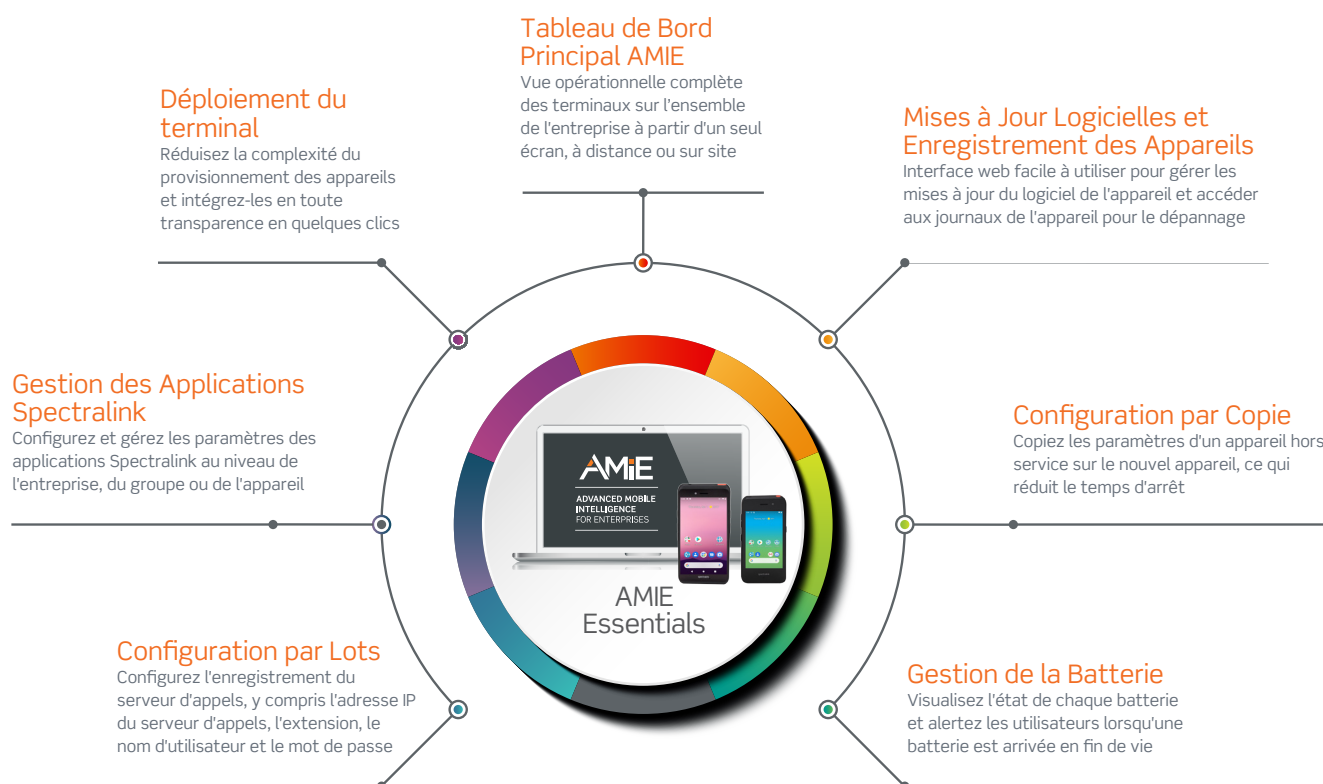 Tableau de Bord
Principal AMIE
Vue opérationnelle complète
des terminaux sur l'ensemble
de l'entreprise à partir d'un seul
écran, à distance ou sur site
Déploiement du
terminal
Réduisez la complexité du
provisionnement des appareils
et intégrez-les en toute
transparence en quelques clics
Mises à Jour Logicielles et
Enregistrement des Appareils
Interface web facile à utiliser pour gérer les
mises à jour du logiciel de l'appareil et accéder
aux journaux de l'appareil pour le dépannage
Gestion des Applications
Spectralink
Configurez et gérez les paramètres des
applications Spectralink au niveau de
l'entreprise, du groupe ou de l'appareil
Configuration par Copie
Copiez les paramètres d'un appareil hors
service sur le nouvel appareil, ce qui
réduit le temps d'arrêt
AMiE
ADVANCED MOBILE
INTELLIGENCE
FOR ENTERPRISES
AMIE
Essentials
Configuration par Lots
Configurez l'enregistrement du
serveur d'appels, y compris l'adresse IP
du serveur d'appels, l'extension, le
nom d'utilisateur et le mot de passe
Gestion de la Batterie
Visualisez l'état de chaque batterie
et alertez les utilisateurs lorsqu'une
batterie est arrivée en fin de vie